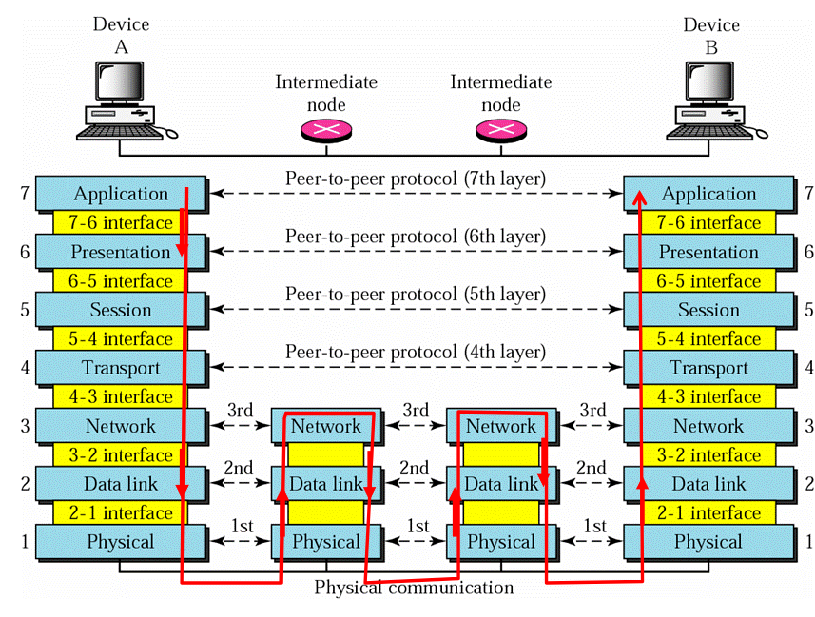 Device
A
Device
B
Intermediate
node
Intermediate
node
7 Application Peer-to-peer protocol (7th layer) Application 7
7-6 interface 7-6 interface
6 Presentation Peer-to-peer protocol (6th layer) Presentation 6
6-5 interface 6-5 interface
5 Session Peer-to-peer protocol (5th layer) Session 5
5-4 interface 5-4 interface
4 Transport Peer-to-peer protocol (4th layer) Transport 4
4-3 interface 4-3 interface
3 Network 3rd Network 3rd Network 3rd Network 3
3-2 interface 3-2 interface
2 Data link 2nd Data link 2nd Data link 2nd Data link 2
2-1 interface 2-1 interface
1 Physical 1st Physical 1st Physical 1st Physical 1
Physical communication